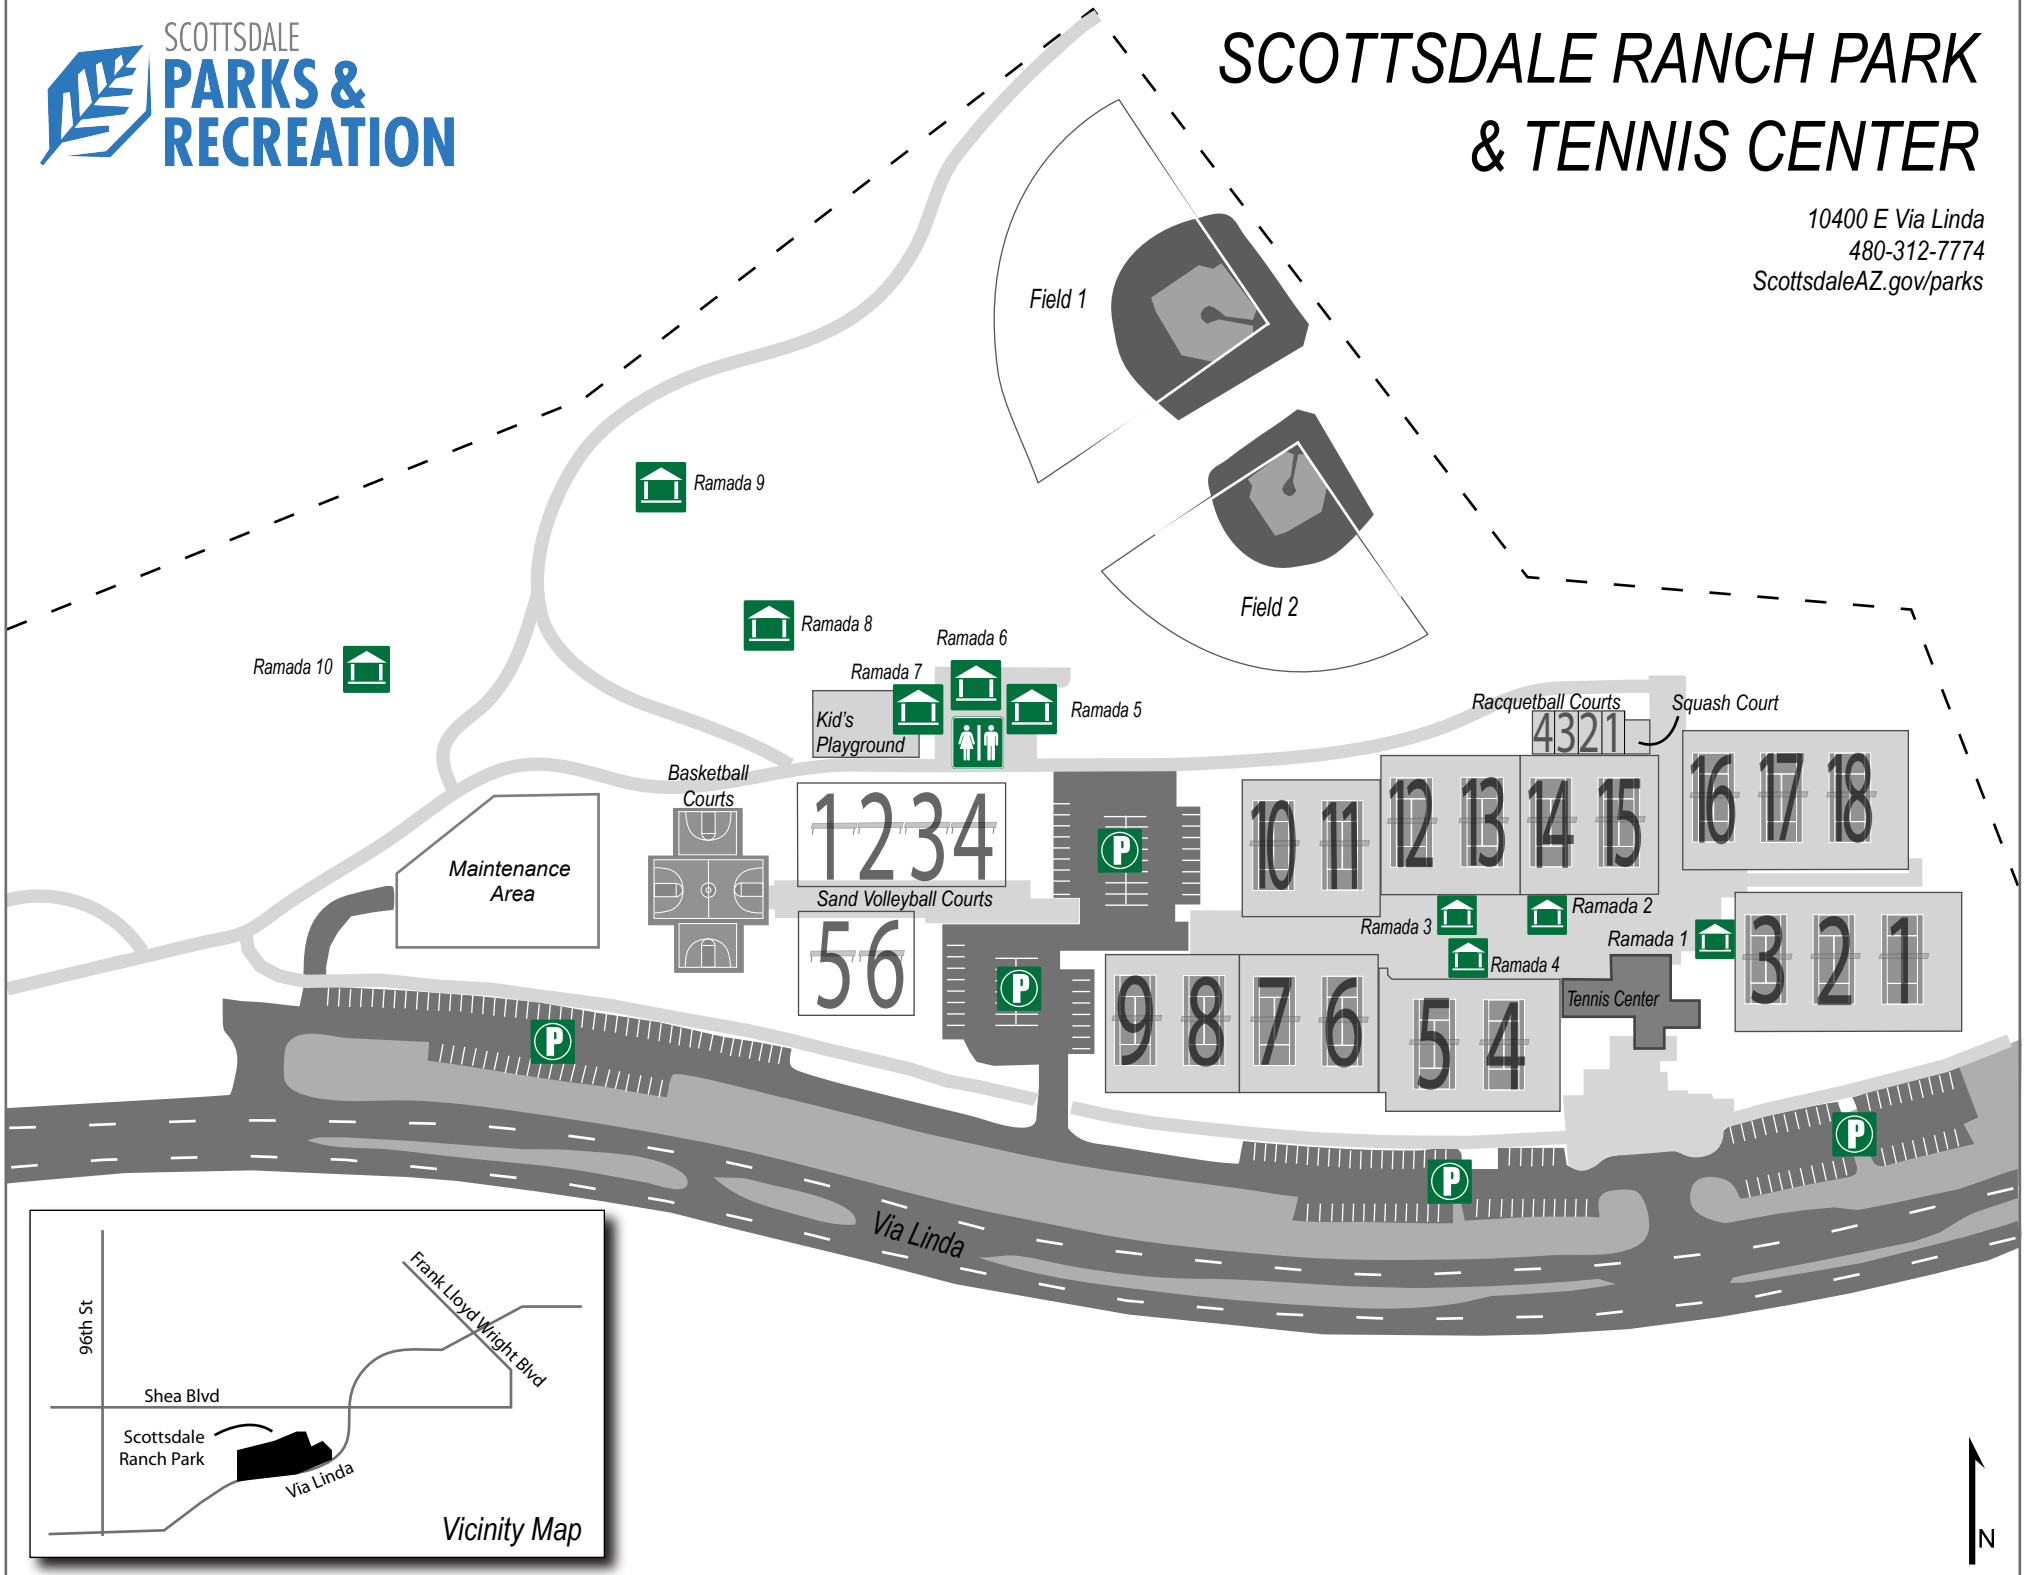 SCOTTSDALE
PARKS &
RECREATION
SCOTTSDALE RANCH PARK
& TENNIS CENTER
10400 E Via Linda
480-312-7774
ScottsdaleAZ.gov/parks
Field 1
Ramada 9
Field 2
Ramada 8
Ramada 6
Ramada 10
Ramada 7
Ramada 5
Kid's
Playground
Racquetball Courts
Squash Court
4 3 2 1
Basketball
Courts
1 2 3 4
Sand Volleyball Courts
5 6
Maintenance
Area
P
10 11
12 13
14 15
16 17 18
Ramada 3
Ramada 2
Ramada 1
Ramada 4
Tennis Center
3 2 1
P
9 8
7 6
5 4
P
P
P
Via Linda
Frank Lloyd Wright Blvd
96th St
Shea Blvd
Scottsdale
Ranch Park
Via Linda
Vicinity Map
N